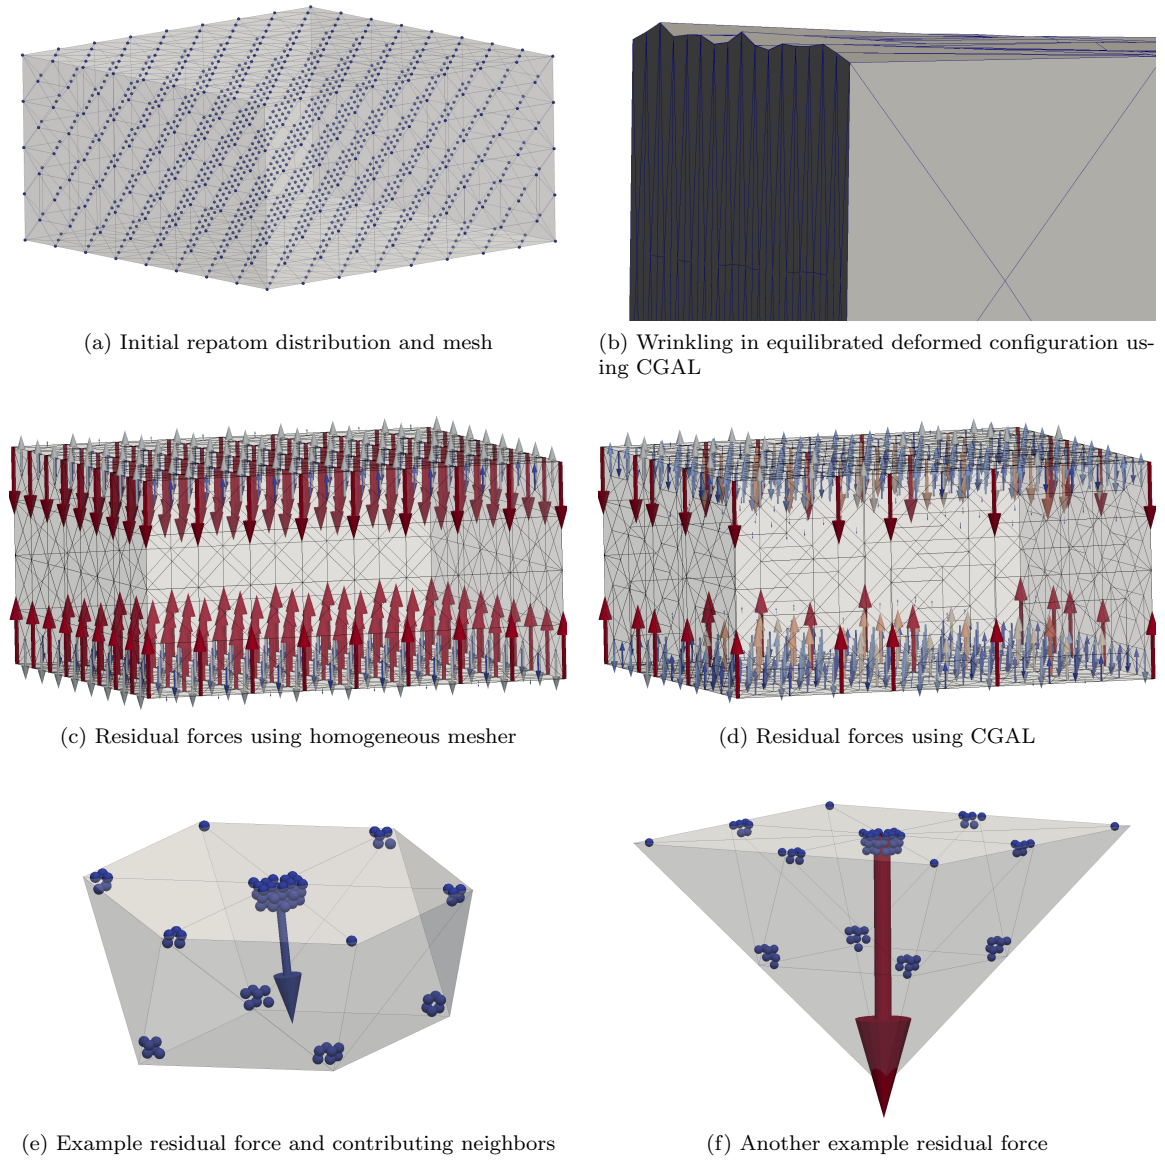 (a) Initial repatom distribution and mesh
(b) Wrinkling in equilibrated deformed configuration us-
ing CGAL
(c) Residual forces using homogeneous mesher
(d) Residual forces using CGAL
(e) Example residual force and contributing neighbors
(f) Another example residual force